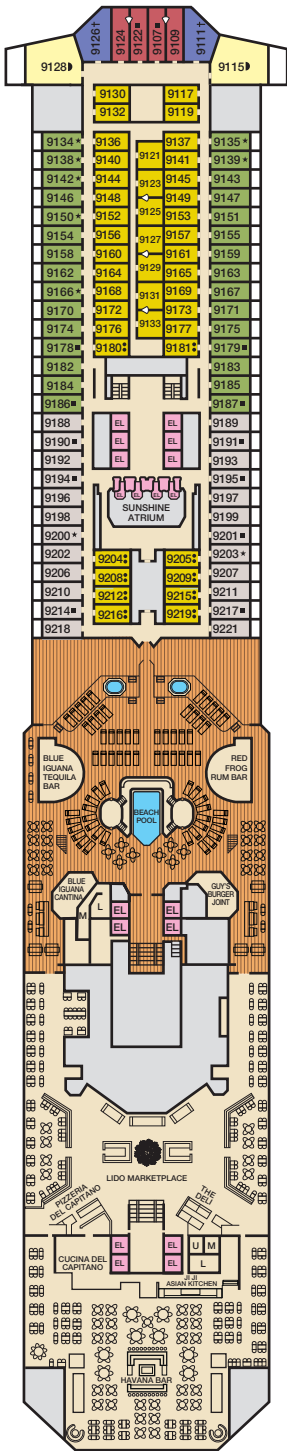 9126† 9124 9122■ 9107■ 9109 9111†
9128◗ 9115◗
9130 9117
9132 9119
9134★ 9136 9137 9135★
9121
9138★ 9140 9141 9139★
9142★ 9144 9145 9143
9123
9146 9148 9149 9147
9125
9150★ 9152 9153 9151
9154 9156 9157 9155
9127
9158 9160 9161 9159
9129
9162 9164 9165 9163
9166★ 9168 9169 9167
9131
9170 9172 9173 9171
9133
9174 9176 9177 9175
9178■ 9180 9181 9179■
9182 9183
9184 9185
9186■ 9187■
9188 EL EL 9189
9190■ EL EL 9191■
9192 EL EL 9193
9194■ 9195■
9196 EL EL EL EL 9197
SUNSHINE
ATRIUM
9198 9199
9200★ 9201■
9202 9204 9205 9203★
9206 9208 9209 9207
9210 9212 9215 9211
9214■ 9216 9219 9217■
9218 9221
BLUE
IGUANA
TEQUILA
BAR
RED
FROG
RUM BAR
BEACH
POOL
BLUE
IGUANA
CANTINA
GUY'S
BURGER
JOINT
M L EL EL
EL EL
LIDO MARKETPLACE
PIZZERIA
DEL CAPITANO
THE
DELI
CUCINA DEL
CAPITANO
EL EL U M
EL EL L
JI JI
ASIAN KITCHEN
HAVANA BAR